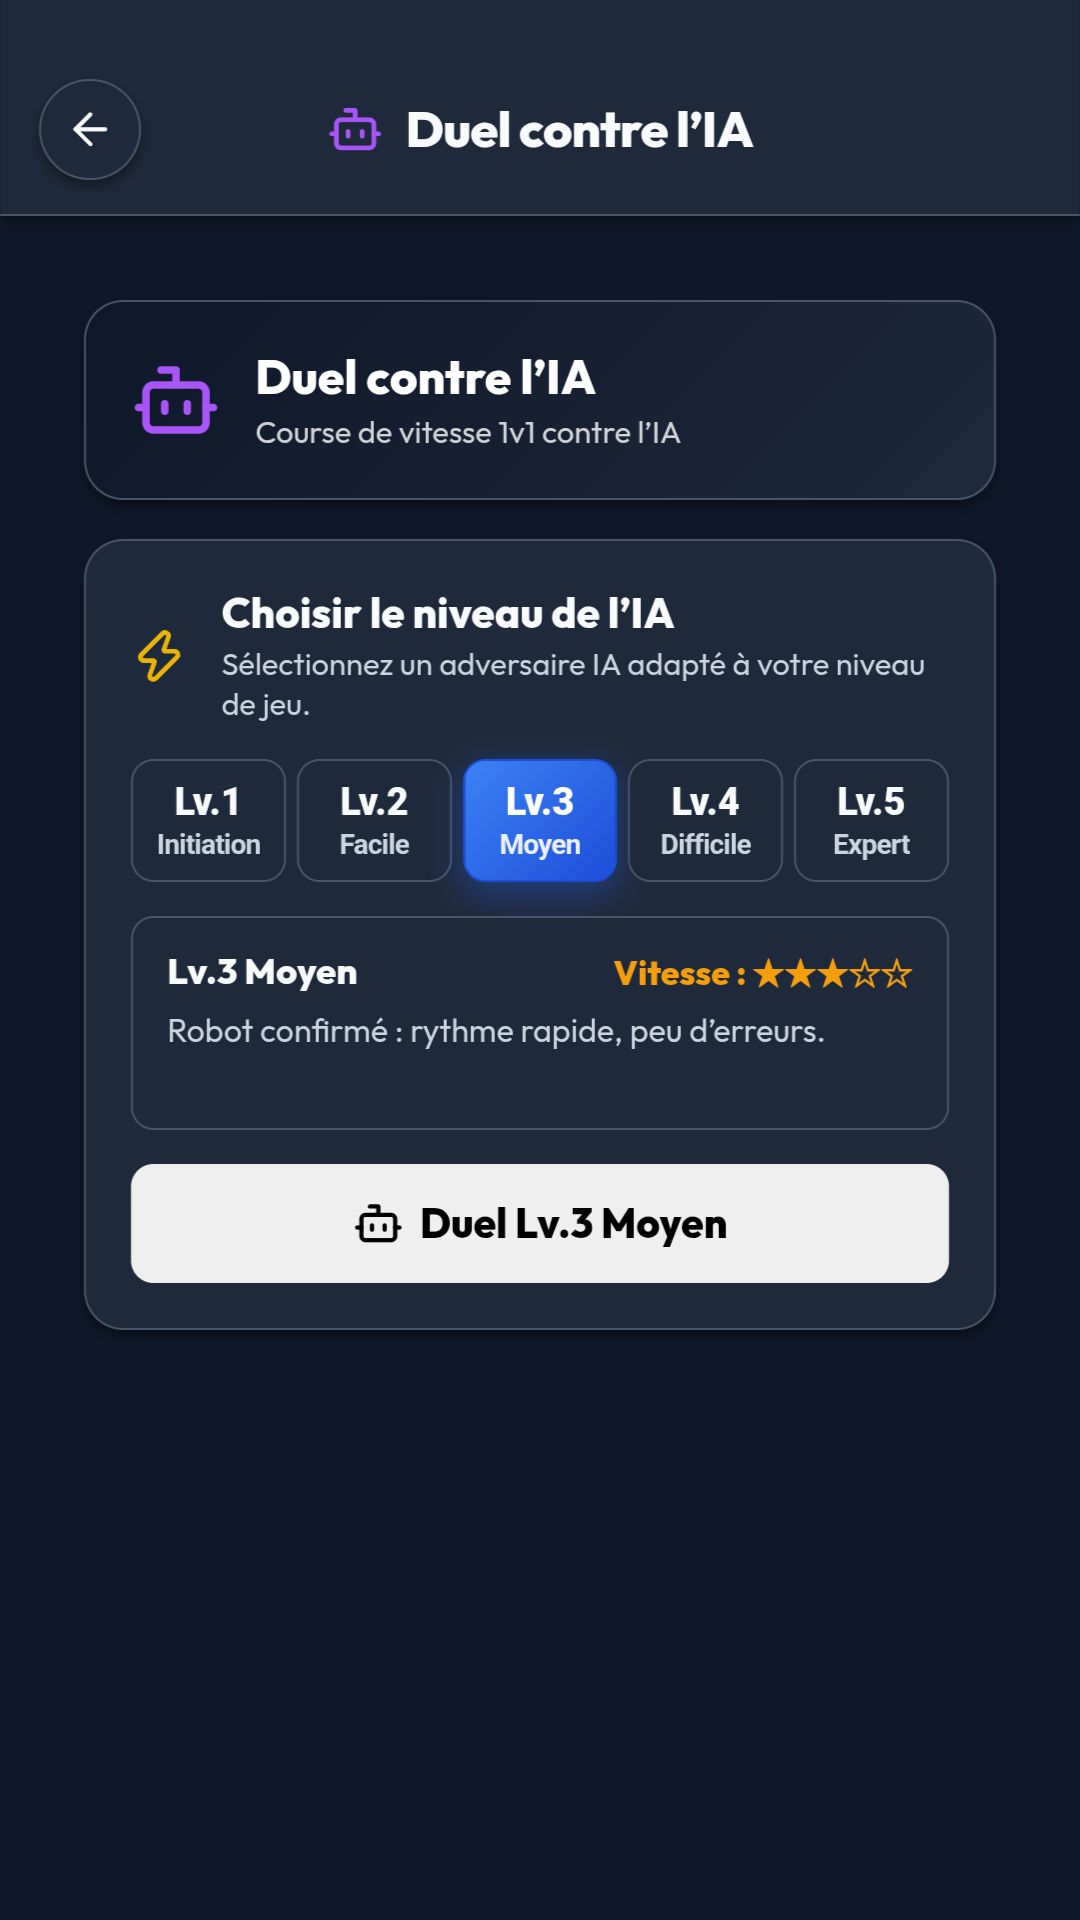 Duel contre l’IA
Duel contre l’IA
Course de vitesse 1v1 contre l’IA
Choisir le niveau de l’IA
Sélectionnez un adversaire IA adapté à votre niveau
de jeu.
Lv.1 Lv.2 Lv.3 Lv.4 Lv.5
Initiation Facile Moyen Difficile Expert
Lv.3 Moyen Vitesse : ★★★☆☆
Robot confirmé : rythme rapide, peu d’erreurs.
Duel Lv.3 Moyen